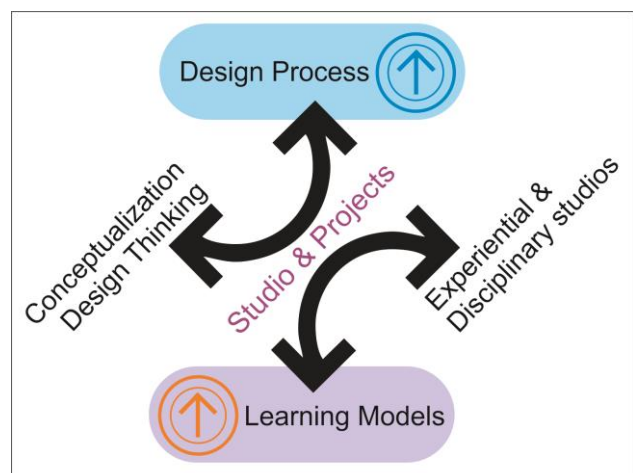 Design Process
Conceptualization
Design Thinking
Studio & Projects
Experiential &
Disciplinary studios
Learning Models